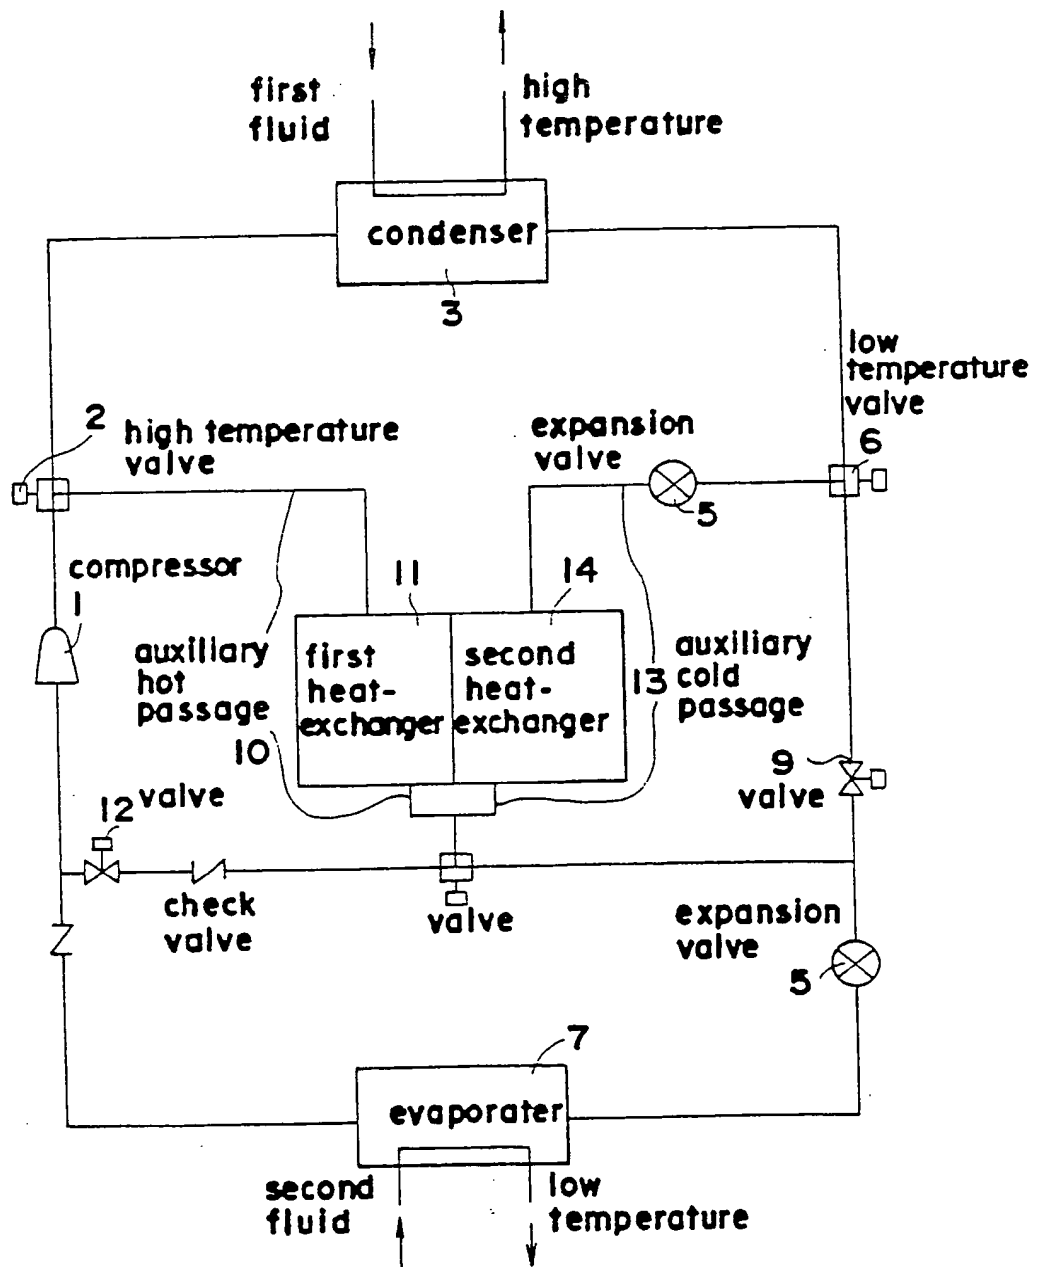 first
fluid
high
temperature
condenser
3
low
temperature
valve
6
2
high temperature
valve
expansion
valve
5
compressor
1
11
14
auxiliary
hot
passage
10
first
heat-
exchanger
second
heat-
exchanger
13
auxiliary
cold
passage
9
valve
12
valve
check
valve
valve
expansion
valve
5
7
evaporater
second
fluid
low
temperature